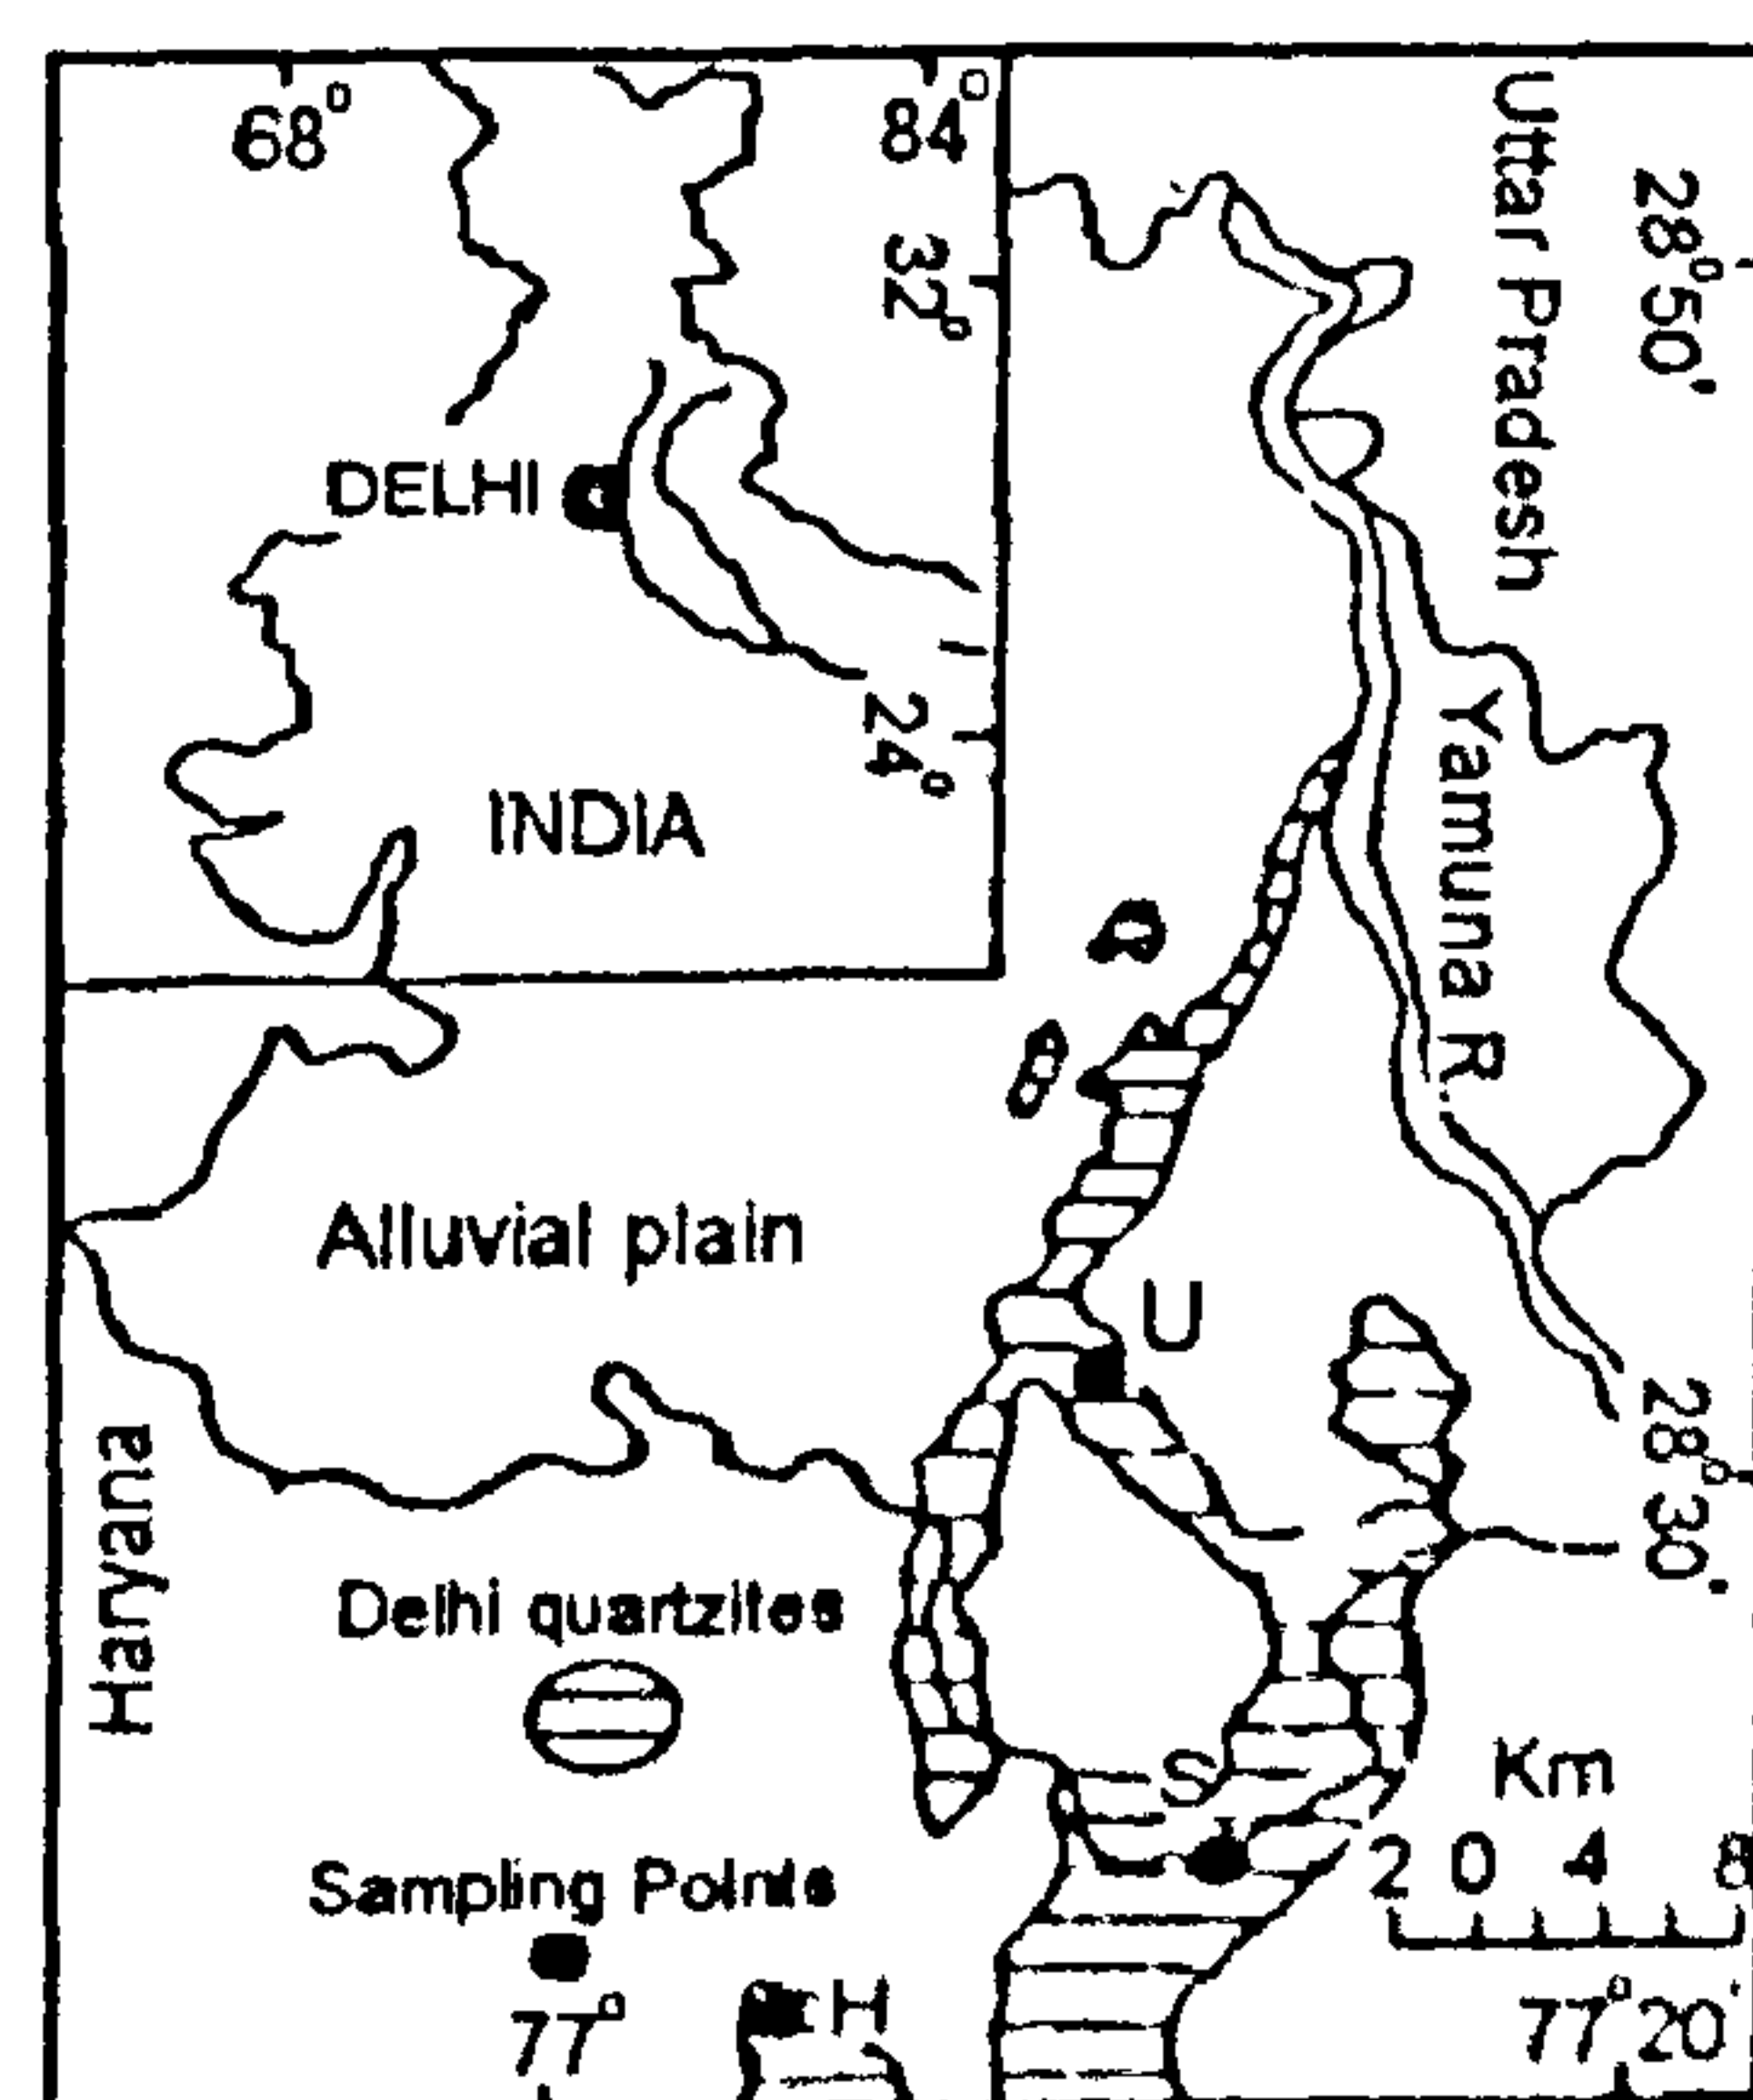 68°
84°
32°
DELHI
24°
INDIA
Uttar Pradesh
28°50'
Yamuna R.
Alluvial plain
U
28°30'
Haryana
Delhi quartzites
S
Km
2 0 4 8
Sampling Points
H
77°
77°20'